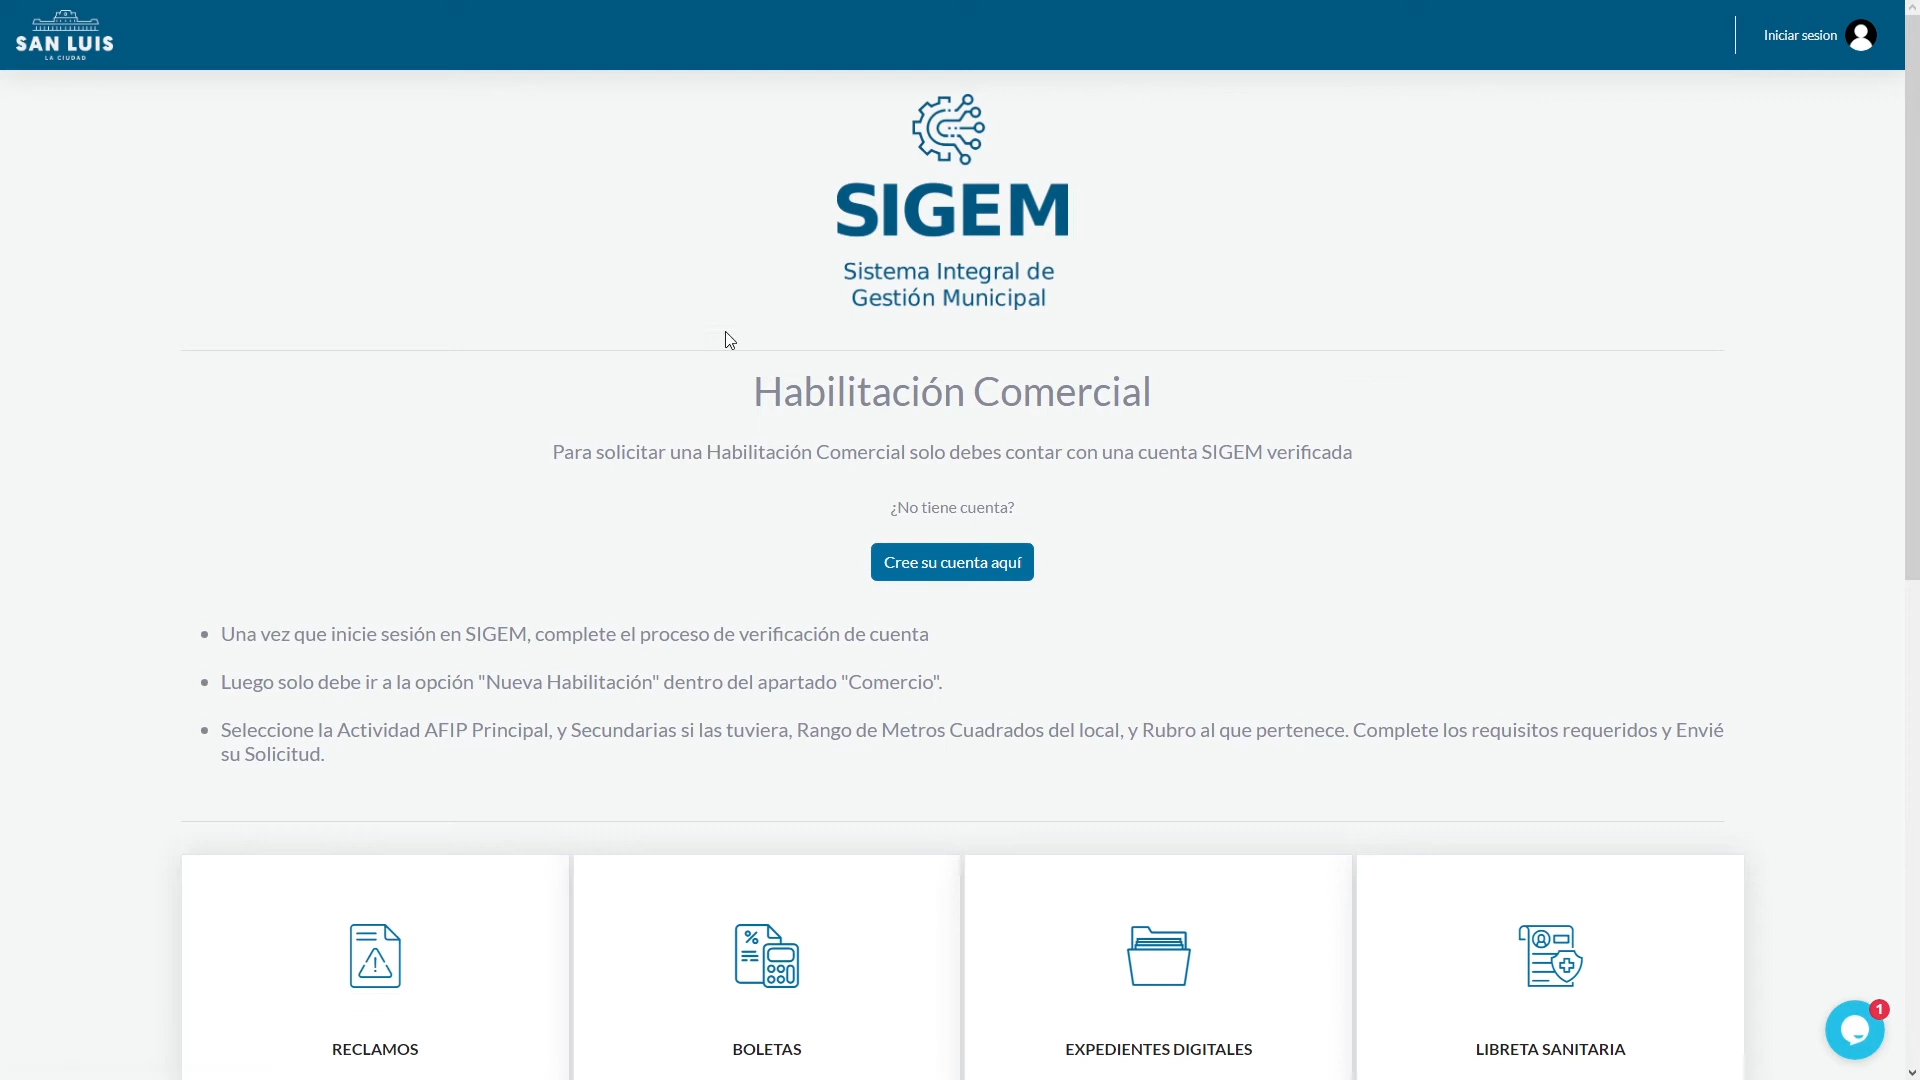 SAN LUIS
LA CIUDAD
Iniciar sesion
SIGEM
Sistema Integral de
Gestión Municipal
Habilitación Comercial
Para solicitar una Habilitación Comercial solo debes contar con una cuenta SIGEM verificada
¿No tiene cuenta?
Cree su cuenta aquí
Una vez que inicie sesión en SIGEM, complete el proceso de verificación de cuenta
Luego solo debe ir a la opción "Nueva Habilitación" dentro del apartado "Comercio".
Seleccione la Actividad AFIP Principal, y Secundarias si las tuviera, Rango de Metros Cuadrados del local, y Rubro al que pertenece. Complete los requisitos requeridos y Envié
su Solicitud.
%
RECLAMOS
BOLETAS
EXPEDIENTES DIGITALES
LIBRETA SANITARIA
1